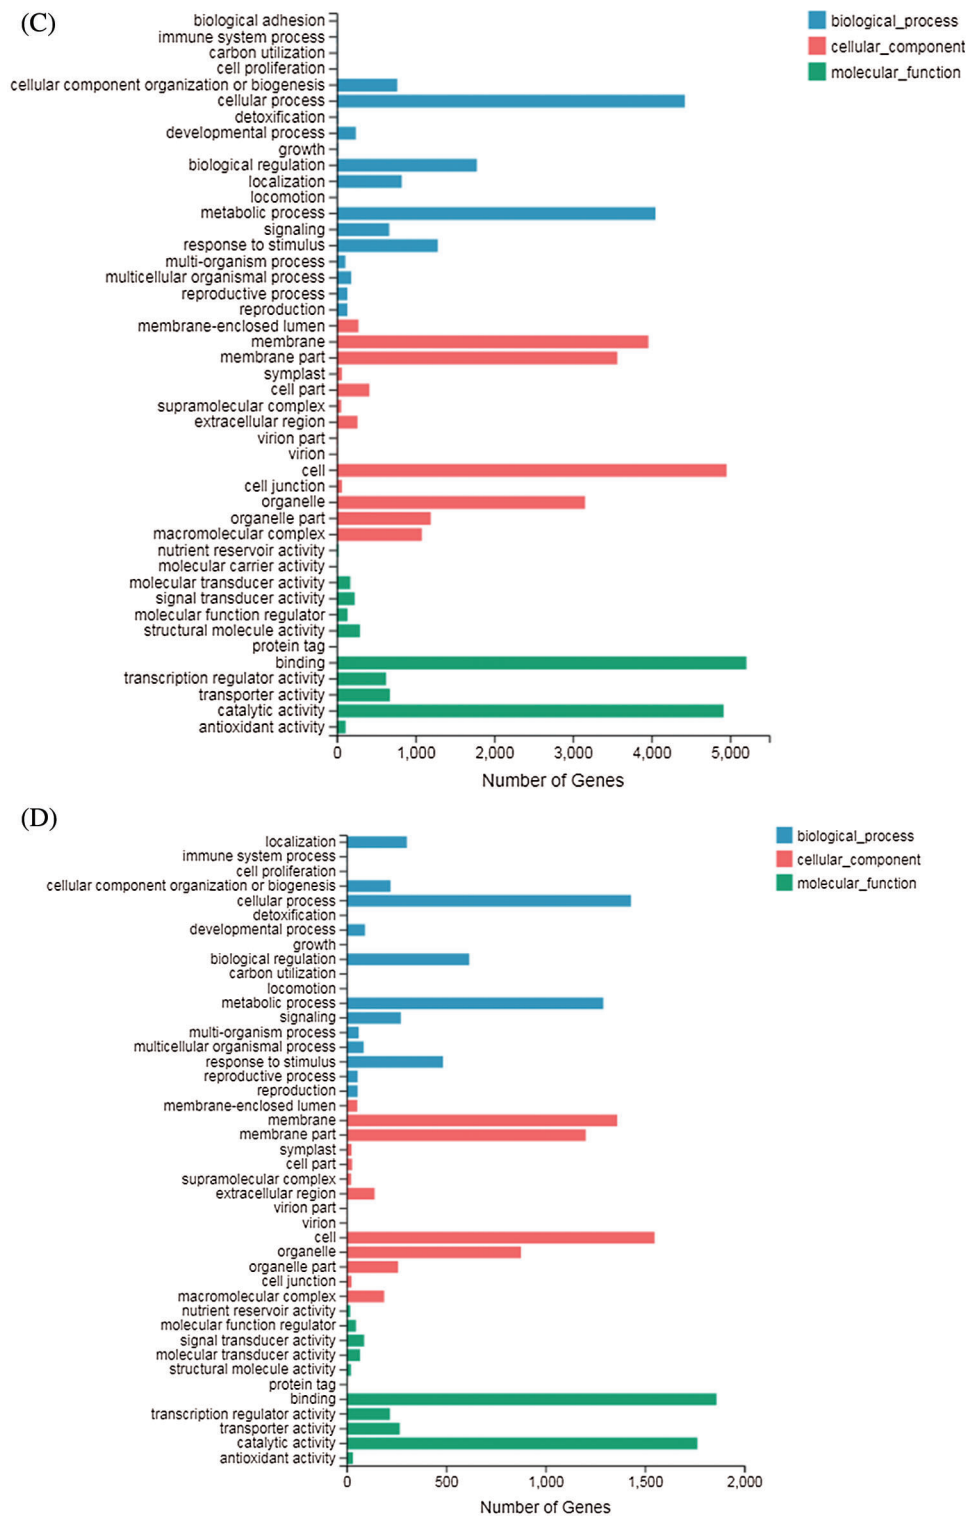 (C)
biological adhesion
immune system process
carbon utilization
cell proliferation
cellular component organization or biogenesis
cellular process
detoxification
developmental process
growth
biological regulation
localization
locomotion
metabolic process
signaling
response to stimulus
multi-organism process
multicellular organismal process
reproductive process
reproduction
membrane-enclosed lumen
membrane
membrane part
symplast
cell part
supramolecular complex
extracellular region
virion part
virion
cell
cell junction
organelle
organelle part
macromolecular complex
nutrient reservoir activity
molecular carrier activity
molecular transducer activity
signal transducer activity
molecular function regulator
structural molecule activity
protein tag
binding
transcription regulator activity
transporter activity
catalytic activity
antioxidant activity
0 1,000 2,000 3,000 4,000 5,000
Number of Genes
biological_process
cellular_component
molecular_function
(D)
localization
immune system process
cell proliferation
cellular component organization or biogenesis
cellular process
detoxification
developmental process
growth
biological regulation
carbon utilization
locomotion
metabolic process
signaling
multi-organism process
multicellular organismal process
response to stimulus
reproductive process
reproduction
membrane-enclosed lumen
membrane
membrane part
symplast
cell part
supramolecular complex
extracellular region
virion part
virion
cell
organelle
organelle part
cell junction
macromolecular complex
nutrient reservoir activity
molecular function regulator
signal transducer activity
molecular transducer activity
structural molecule activity
protein tag
binding
transcription regulator activity
transporter activity
catalytic activity
antioxidant activity
0 500 1,000 1,500 2,000
Number of Genes
biological_process
cellular_component
molecular_function